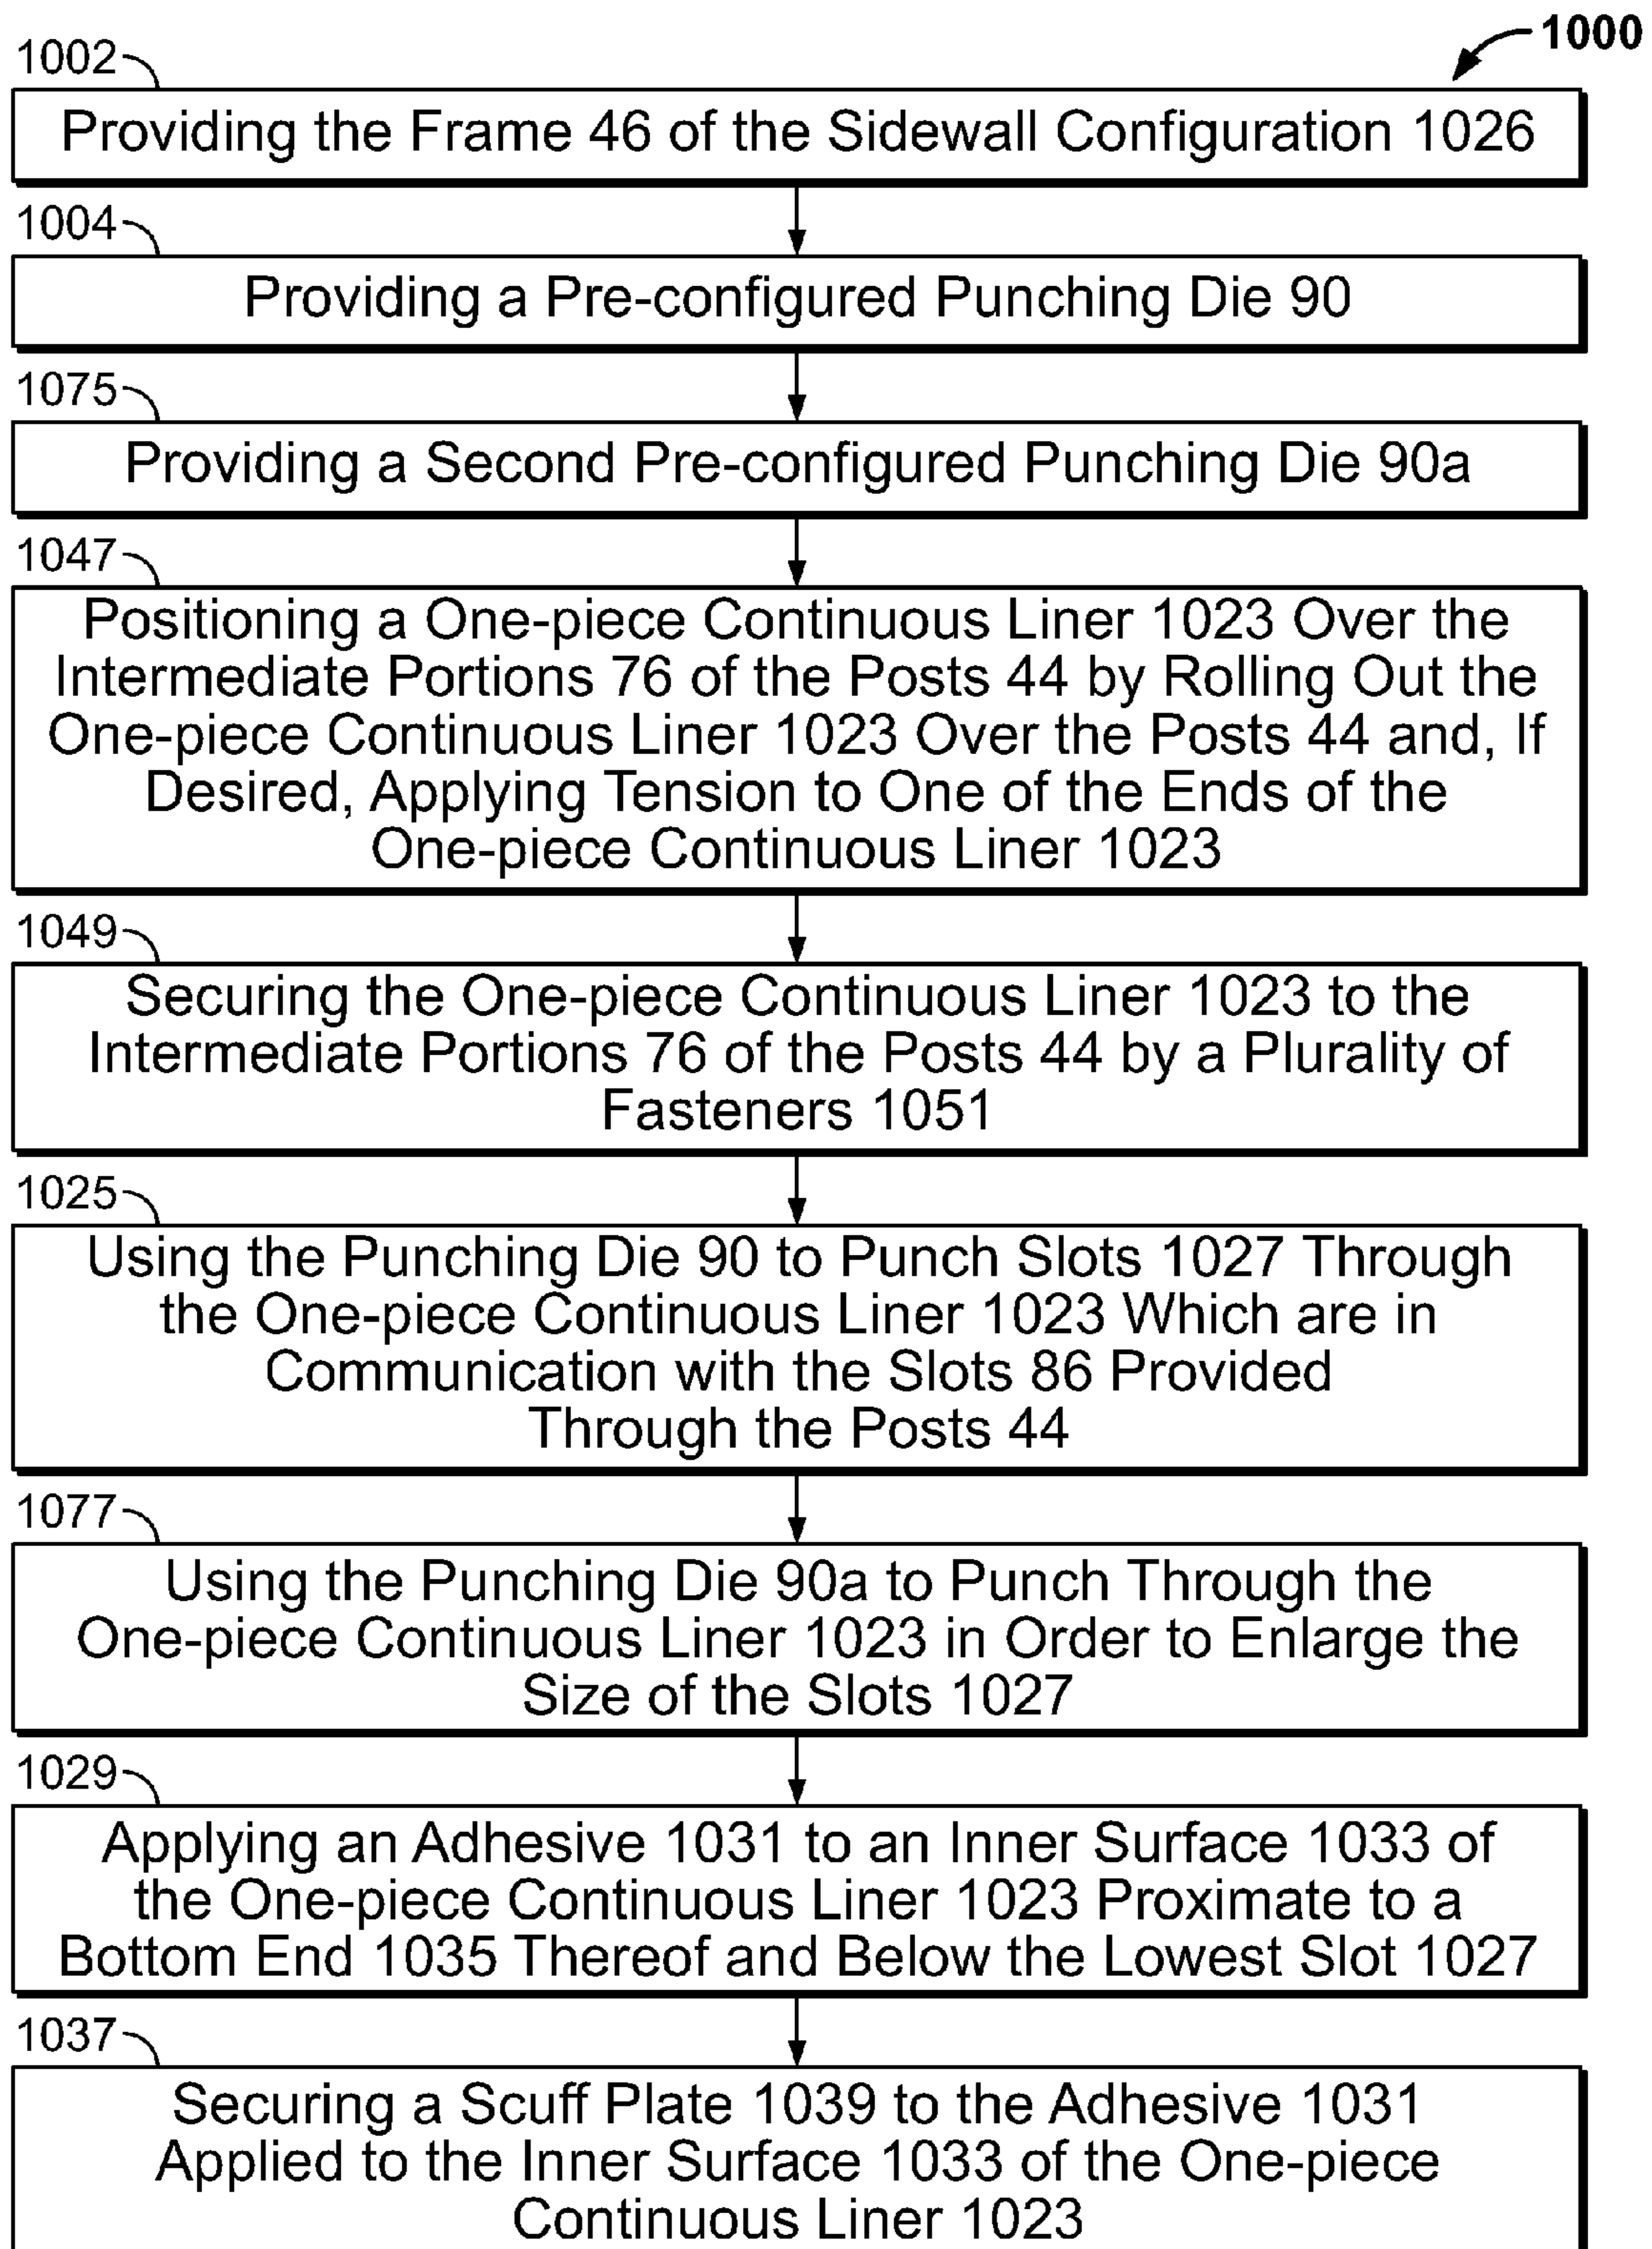 1000
1002
Providing the Frame 46 of the Sidewall Configuration 1026
1004
Providing a Pre-configured Punching Die 90
1075
Providing a Second Pre-configured Punching Die 90a
1047
Positioning a One-piece Continuous Liner 1023 Over the
Intermediate Portions 76 of the Posts 44 by Rolling Out the
One-piece Continuous Liner 1023 Over the Posts 44 and, If
Desired, Applying Tension to One of the Ends of the
One-piece Continuous Liner 1023
1049
Securing the One-piece Continuous Liner 1023 to the
Intermediate Portions 76 of the Posts 44 by a Plurality of
Fasteners 1051
1025
Using the Punching Die 90 to Punch Slots 1027 Through
the One-piece Continuous Liner 1023 Which are in
Communication with the Slots 86 Provided
Through the Posts 44
1077
Using the Punching Die 90a to Punch Through the
One-piece Continuous Liner 1023 in Order to Enlarge the
Size of the Slots 1027
1029
Applying an Adhesive 1031 to an Inner Surface 1033 of
the One-piece Continuous Liner 1023 Proximate to a
Bottom End 1035 Thereof and Below the Lowest Slot 1027
1037
Securing a Scuff Plate 1039 to the Adhesive 1031
Applied to the Inner Surface 1033 of the One-piece
Continuous Liner 1023